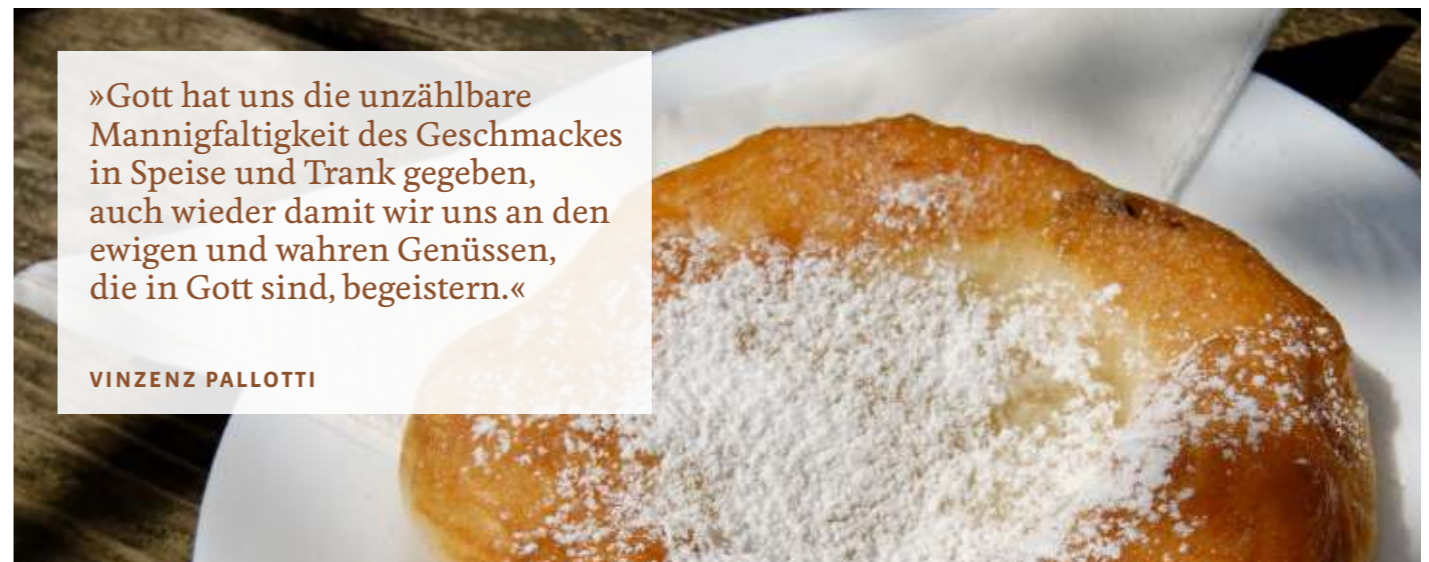 »Gott hat uns die unzählbare
Mannigfaltigkeit des Geschmackes
in Speise und Trank gegeben,
auch wieder damit wir uns an den
ewigen und wahren Genüssen,
die in Gott sind, begeistern.«
VINZENZ PALLOTTI